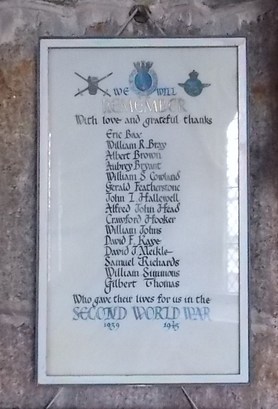 WE WILL
REMEMBER
With love and grateful thanks
Eric Bax
William R. Bray
Albert Brown
Aubrey Bryant
William S Cowland
Gerald Featherstone
John I. Hallowell
Alfred John Head
Crawford Hooker
William Johns
David F. Kaye
David J Meikle
Samuel Richards
William Simmons
Gilbert Thomas
Who gave their lives for us in the
SECOND WORLD WAR
1939 1945